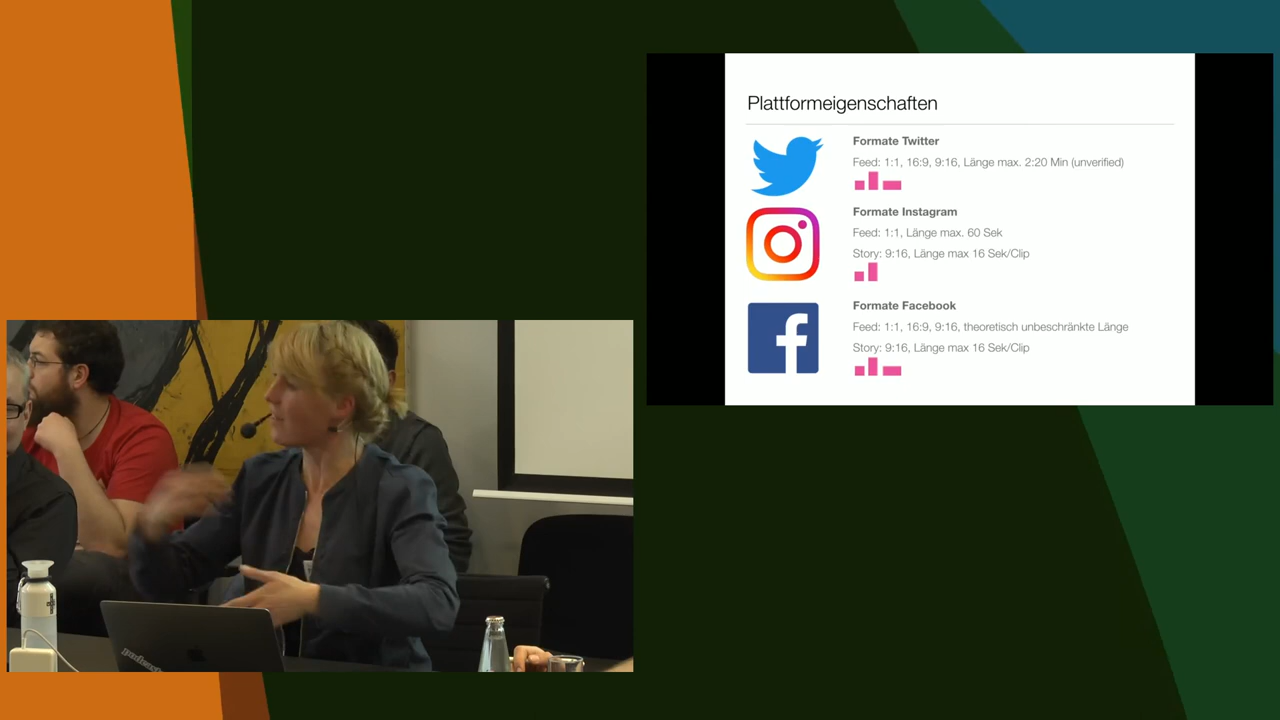 Plattformeigenschaften
Formate Twitter
Feed: 1:1, 16:9, 9:16, Länge max. 2:20 Min (unverified)
Formate Instagram
Feed: 1:1, Länge max. 60 Sek
Story: 9:16, Länge max 16 Sek/Clip
Formate Facebook
Feed: 1:1, 16:9, 9:16, theoretisch unbeschränkte Länge
Story: 9:16, Länge max 16 Sek/Clip